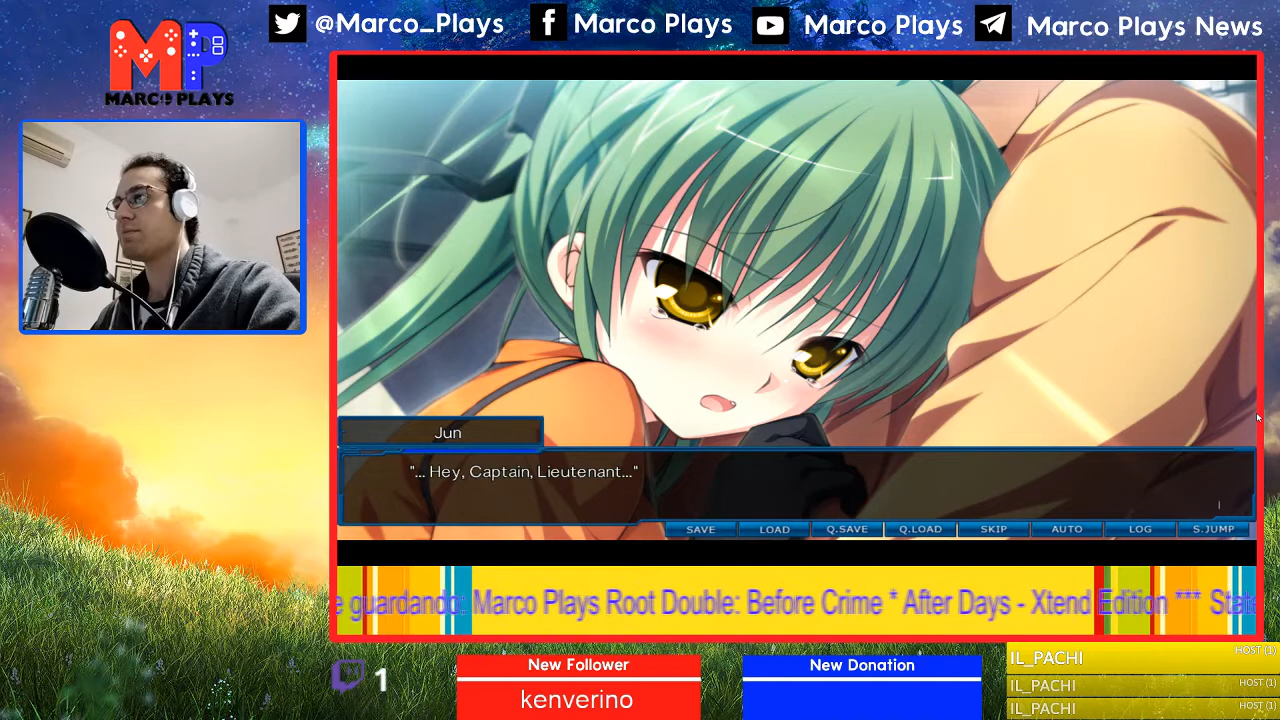 @Marco_Plays
Marco Plays
Marco Plays
Marco Plays News
MP
MARCO PLAYS
Jun
"... Hey, Captain, Lieutenant..."
SAVE
LOAD
Q.SAVE
Q.LOAD
SKIP
AUTO
LOG
S.JUMP
e guardando: Marco Plays Root Double: Before Crime * After Days - Xtend Edition *** State
1
New Follower
kenverino
New Donation
IL_PACHI HOST (1)
IL_PACHI HOST (1)
IL_PACHI HOST (1)